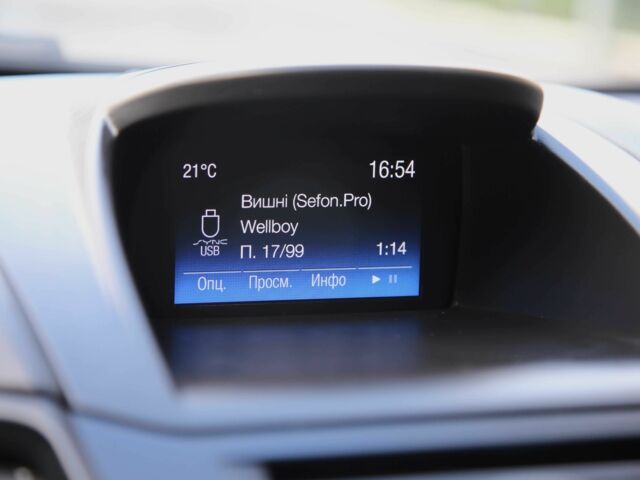 21°C 16:54
Вишні (Sefon.Pro)
Wellboy
SYNC
USB
П. 17/99 1:14
Опц. Просм. Инфо